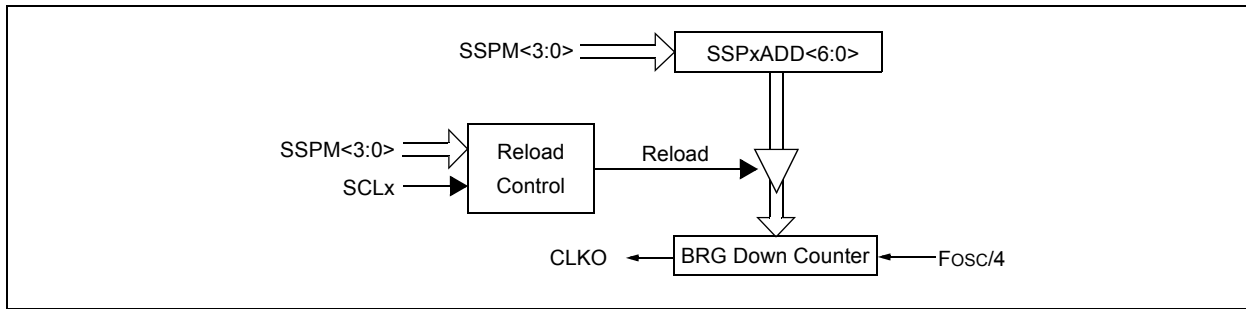 SSPM<3:0>
SSPxADD<6:0>
SSPM<3:0>
SCLx
Reload
Control
Reload
CLKO
BRG Down Counter
FOSC/4